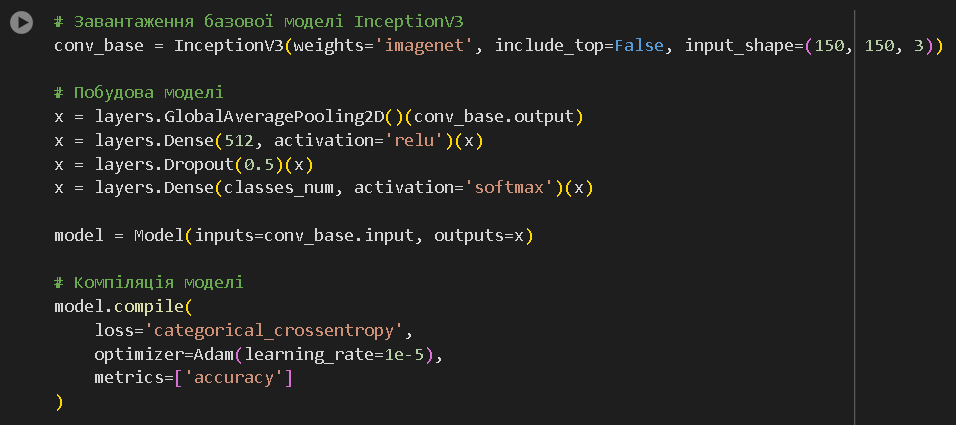 # Завантаження базової моделі InceptionV3
conv_base = InceptionV3(weights='imagenet', include_top=False, input_shape=(150, 150, 3))

# Побудова моделі
x = layers.GlobalAveragePooling2D()(conv_base.output)
x = layers.Dense(512, activation='relu')(x)
x = layers.Dropout(0.5)(x)
x = layers.Dense(classes_num, activation='softmax')(x)

model = Model(inputs=conv_base.input, outputs=x)

# Компіляція моделі
model.compile(
    loss='categorical_crossentropy',
    optimizer=Adam(learning_rate=1e-5),
    metrics=['accuracy']
)